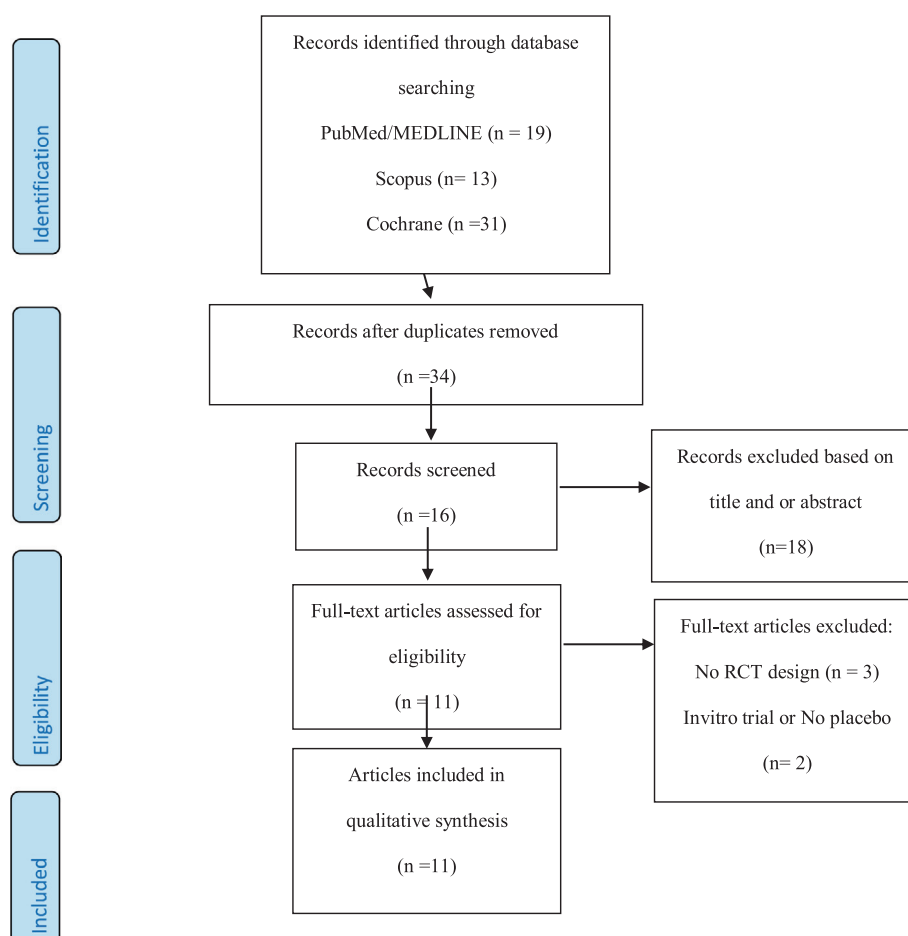 Identification
Records identified through database
searching
PubMed/MEDLINE (n = 19)
Scopus (n= 13)
Cochrane (n =31)
Screening
Records after duplicates removed
(n =34)
Records screened
(n =16)
Records excluded based on
title and or abstract
(n=18)
Eligibility
Full-text articles assessed for
eligibility
(n = 11)
Full-text articles excluded:
No RCT design (n = 3)
Invitro trial or No placebo
(n= 2)
Included
Articles included in
qualitative synthesis
(n =11)